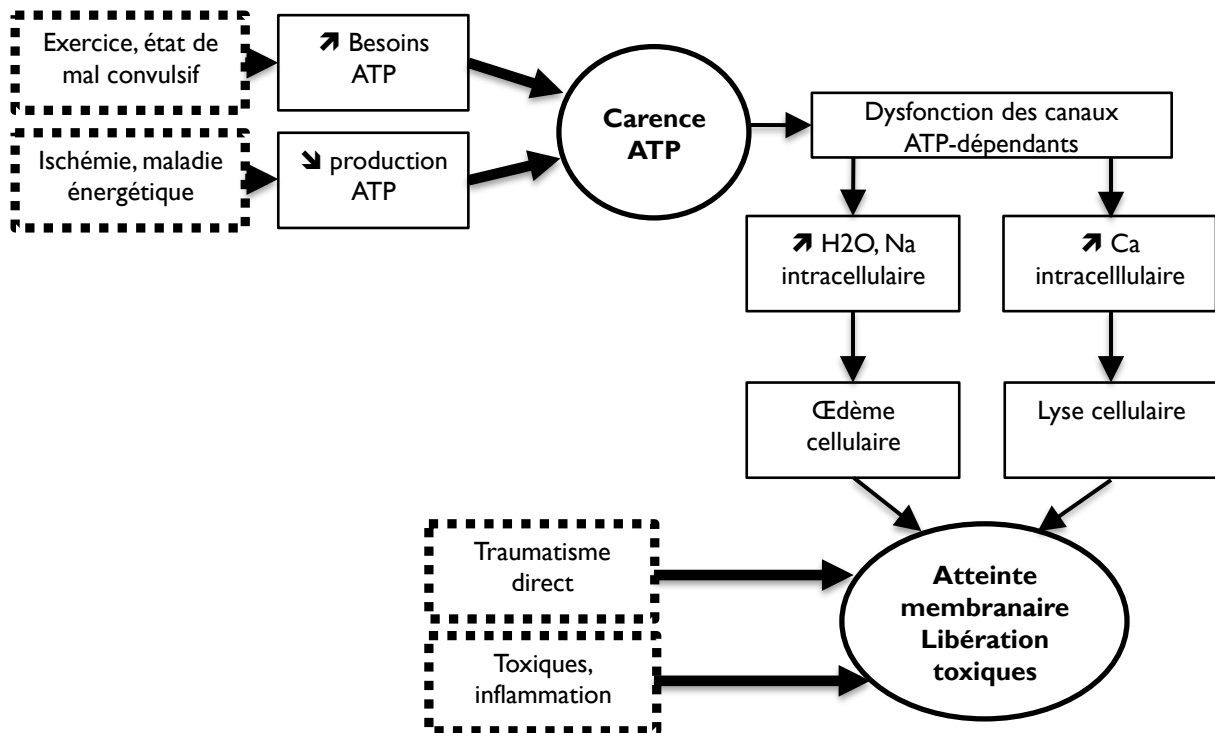 Exercice, état de
mal convulsif
↗ Besoins
ATP
Ischémie, maladie
énergétique
↘ production
ATP
Carence
ATP
Dysfonction des canaux
ATP-dépendants
↗ H2O, Na
intracellulaire
↗ Ca
intracelllulaire
Œdème
cellulaire
Lyse cellulaire
Traumatisme
direct
Toxiques,
inflammation
Atteinte
membranaire
Libération
toxiques